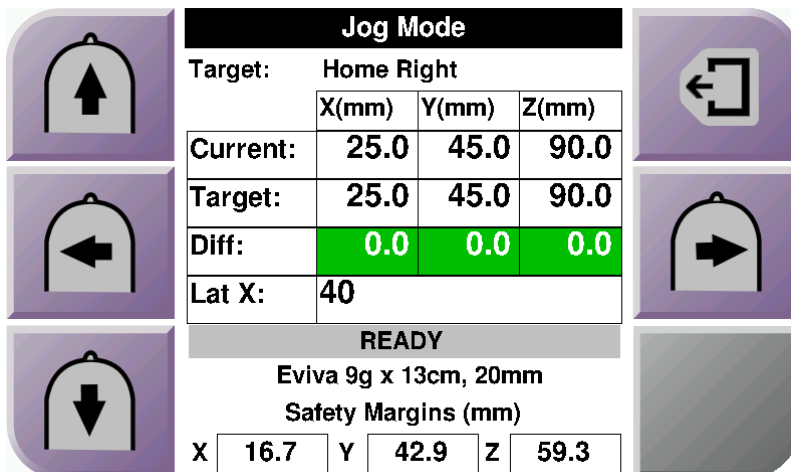 Jog Mode
Target: Home Right
X(mm) Y(mm) Z(mm)
Current: 25.0 45.0 90.0
Target: 25.0 45.0 90.0
Diff: 0.0 0.0 0.0
Lat X: 40
READY
Eviva 9g x 13cm, 20mm
Safety Margins (mm)
X 16.7 Y 42.9 Z 59.3